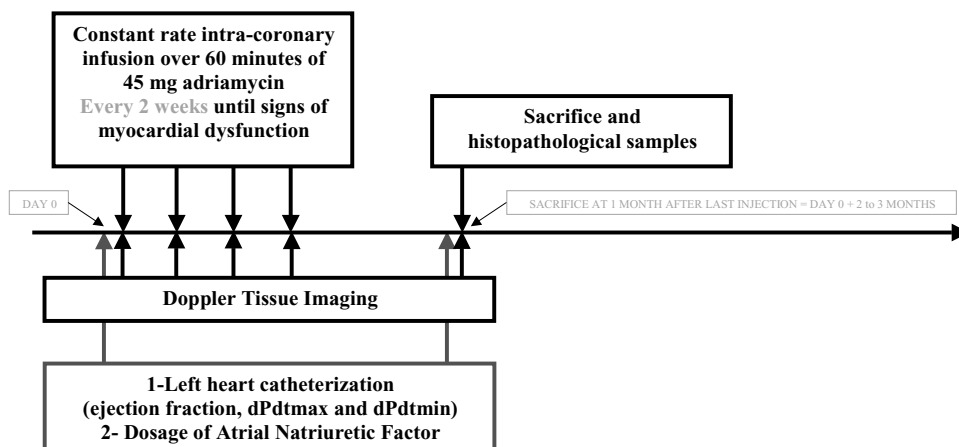 Constant rate intra-coronary
infusion over 60 minutes of
45 mg adriamycin
Every 2 weeks until signs of
myocardial dysfunction
Sacrifice and
histopathological samples
DAY 0
SACRIFICE AT 1 MONTH AFTER LAST INJECTION = DAY 0 + 2 to 3 MONTHS
Doppler Tissue Imaging
1-Left heart catheterization
(ejection fraction, dPdtmax and dPdtmin)
2- Dosage of Atrial Natriuretic Factor